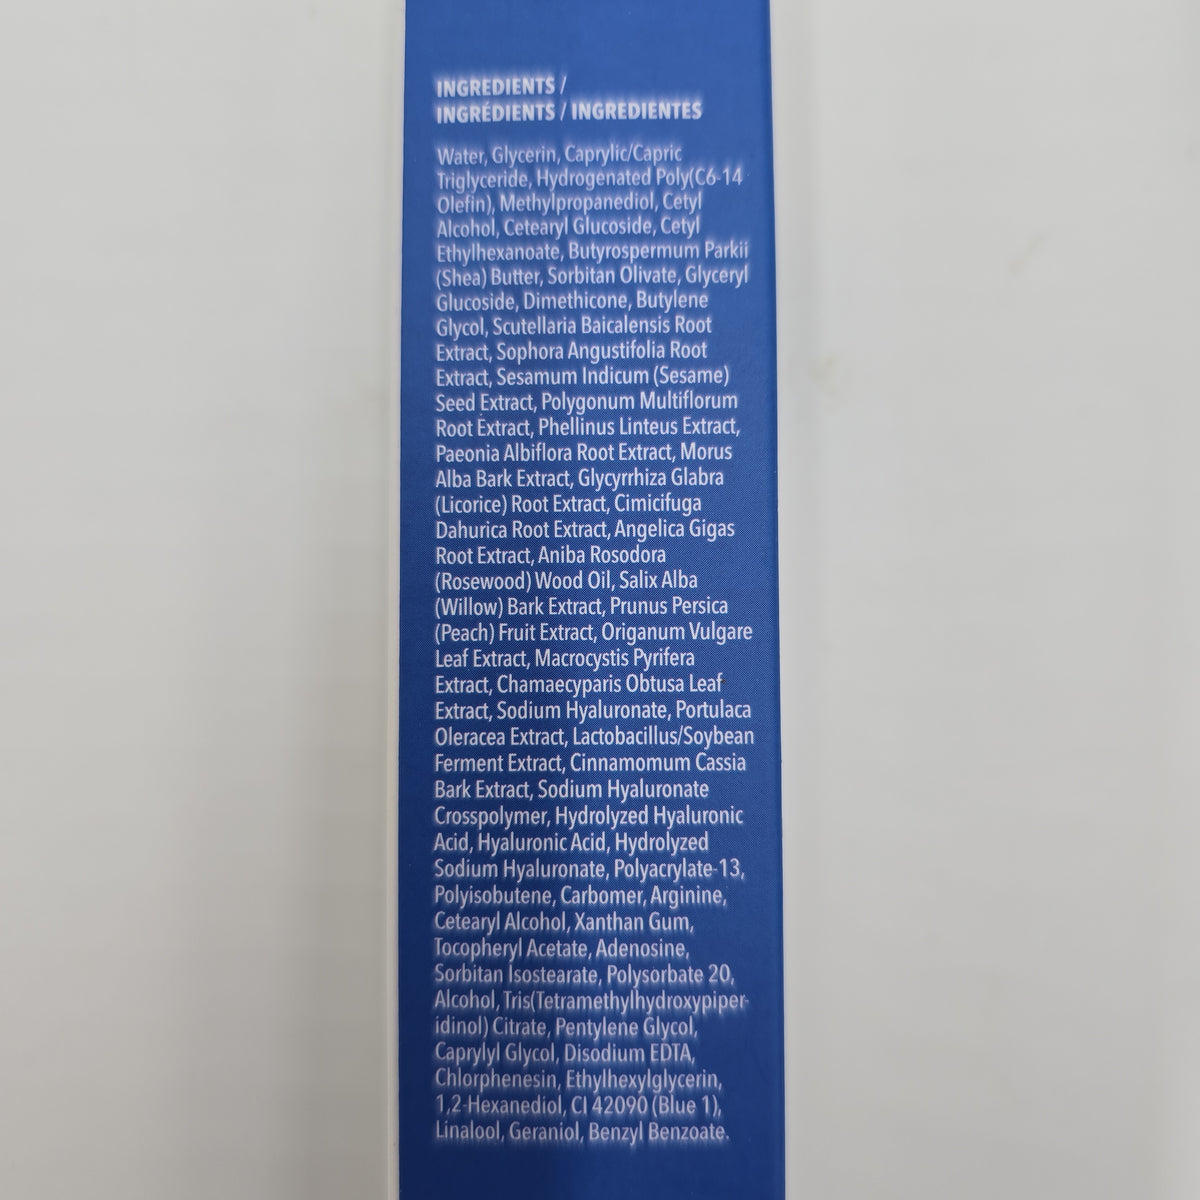 INGREDIENTS /
INGRÉDIENTS / INGREDIENTES
Water, Glycerin, Caprylic/Capric
Triglyceride, Hydrogenated Poly(C6-14
Olefin), Methylpropanediol, Cetyl
Alcohol, Cetearyl Glucoside, Cetyl
Ethylhexanoate, Butyrospermum Parkii
(Shea) Butter, Sorbitan Olivate, Glyceryl
Glucoside, Dimethicone, Butylene
Glycol, Scutellaria Baicalensis Root
Extract, Sophora Angustifolia Root
Extract, Sesamum Indicum (Sesame)
Seed Extract, Polygonum Multiflorum
Root Extract, Phellinus Linteus Extract,
Paeonia Albiflora Root Extract, Morus
Alba Bark Extract, Glycyrrhiza Glabra
(Licorice) Root Extract, Cimicifuga
Dahurica Root Extract, Angelica Gigas
Root Extract, Aniba Rosodora
(Rosewood) Wood Oil, Salix Alba
(Willow) Bark Extract, Prunus Persica
(Peach) Fruit Extract, Origanum Vulgare
Leaf Extract, Macrocystis Pyrifera
Extract, Chamaecyparis Obtusa Leaf
Extract, Sodium Hyaluronate, Portulaca
Oleracea Extract, Lactobacillus/Soybean
Ferment Extract, Cinnamomum Cassia
Bark Extract, Sodium Hyaluronate
Crosspolymer, Hydrolyzed Hyaluronic
Acid, Hyaluronic Acid, Hydrolyzed
Sodium Hyaluronate, Polyacrylate-13,
Polyisobutene, Carbomer, Arginine,
Cetearyl Alcohol, Xanthan Gum,
Tocopheryl Acetate, Adenosine,
Sorbitan Isostearate, Polysorbate 20,
Alcohol, Tris(Tetramethylhydroxypiper-
idinol) Citrate, Pentylene Glycol,
Caprylyl Glycol, Disodium EDTA,
Chlorphenesin, Ethylhexylglycerin,
1,2-Hexanediol, CI 42090 (Blue 1),
Linalool, Geraniol, Benzyl Benzoate.